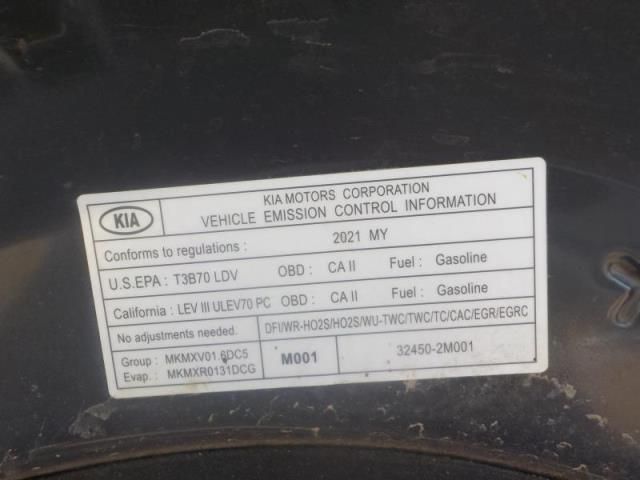 KIA
KIA MOTORS CORPORATION
VEHICLE EMISSION CONTROL INFORMATION
Conforms to regulations : 2021 MY
U.S.EPA : T3B70 LDV OBD : CA II Fuel : Gasoline
California : LEV III ULEV70 PC OBD : CA II Fuel : Gasoline
No adjustments needed. DFI/WR-HO2S/HO2S/WU-TWC/TWC/TC/CAC/EGR/EGRC
Group : MKMXV01.6DC5
Evap. : MKMXR0131DCG
M001 32450-2M001